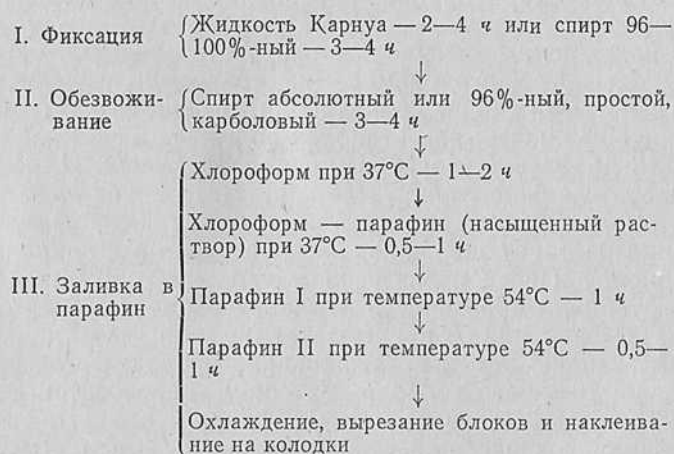 I. Фиксация
Жидкость Карнуа — 2—4 ч или спирт 96—
100%-ный — 3—4 ч
↓
II. Обезвожи-
вание
Спирт абсолютный или 96%-ный, простой,
карболовый — 3—4 ч
↓
III. Заливка в
парафин
Хлороформ при 37°С — 1—2 ч
↓
Хлороформ — парафин (насыщенный рас-
твор) при 37°С — 0,5—1 ч
↓
Парафин I при температуре 54°С — 1 ч
↓
Парафин II при температуре 54°С — 0,5—
1 ч
↓
Охлаждение, вырезание блоков и наклеива-
ние на колодки